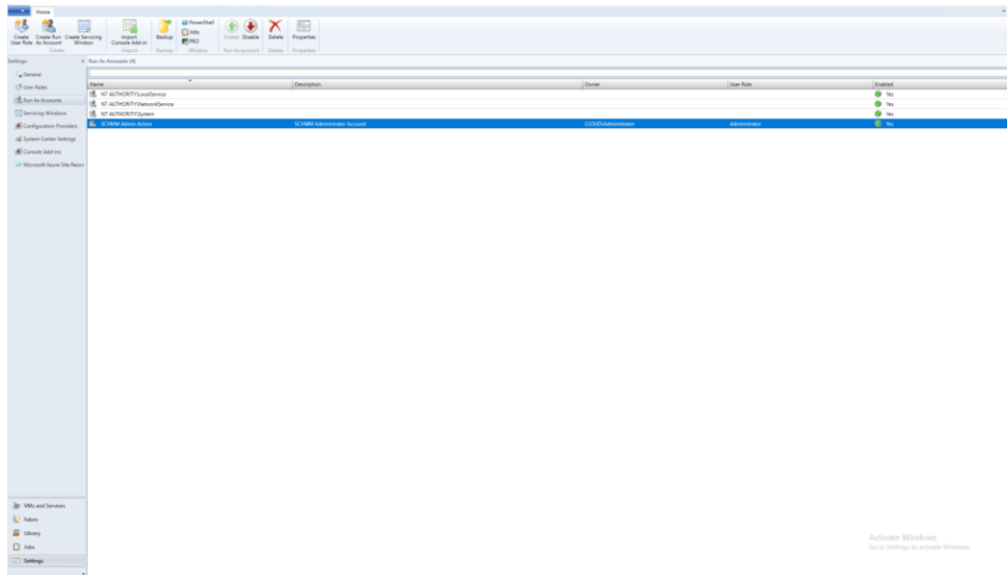 Home
Create User Role
Create Run As Account
Create Servicing Window
Import Console Add-in
Backup
PowerShell
Jobs
PRO
Enable
Disable
Delete
Properties
Create
Import
Backup
Window
Run As account
Delete
Properties
Settings
Run As Accounts (4)
General
User Roles
Run As Accounts
Servicing Windows
Configuration Providers
System Center Settings
Console Add-ins
Microsoft Azure Site Recov
Name Description Owner User Role Enabled
NT AUTHORITY\LocalService Yes
NT AUTHORITY\NetworkService Yes
NT AUTHORITY\System Yes
SCVMM Admin Action SCVMM Administrator Account CLOUD\Administrator Administrator Yes
VMs and Services
Fabric
Library
Jobs
Settings
Activate Windows
Go to Settings to activate Windows.